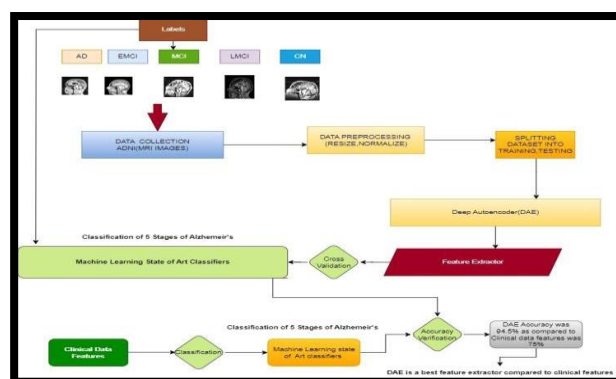 Labels
AD
EMCI
MCI
LMCI
CN
DATA COLLECTION
ADNI(MRI IMAGES)
DATA PREPROCESSING
(RESIZE,NORMALIZE)
SPLITTING
DATASET INTO
TRAINING,TESTING
Deep Autoencoder(DAE)
Classification of 5 Stages of Alzhemeir's
Machine Learning State of Art Classifiers
Cross
Validation
Feature Extractor
Classification of 5 Stages of Alzhemeir's
Clinical Data
Features
Classification
Machine Learning state
of Art classifiers
Accuracy
Verification
DAE Accuracy was
94.5% as compared to
Clinical data features was
75%
DAE is a best feature extractor compared to clinical features